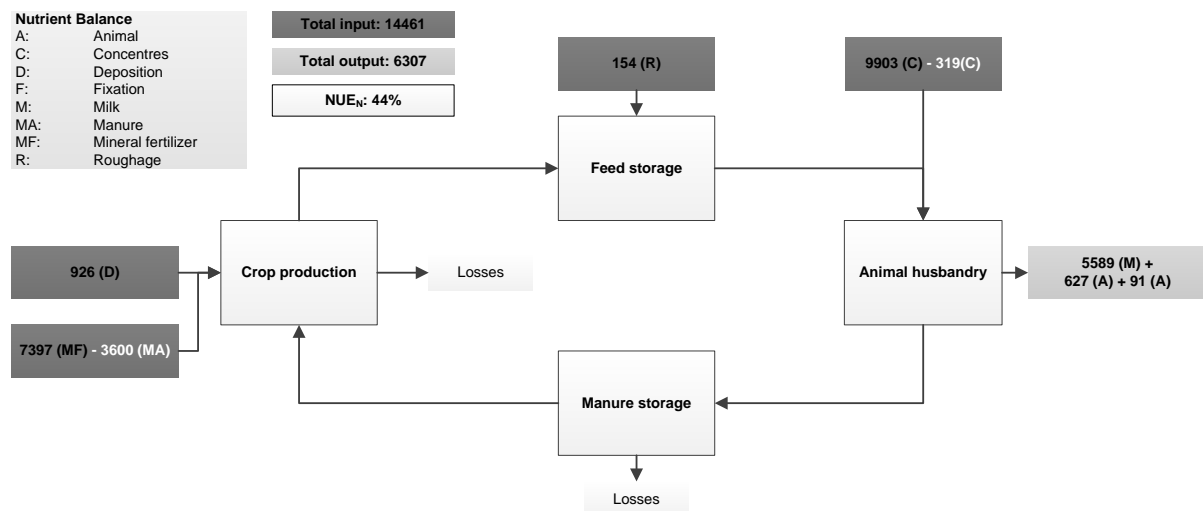 Nutrient Balance
A: Animal
C: Concentres
D: Deposition
F: Fixation
M: Milk
MA: Manure
MF: Mineral fertilizer
R: Roughage
Total input: 14461
Total output: 6307
NUEN: 44%
154 (R)
9903 (C) - 319(C)
Feed storage
926 (D)
Crop production
Losses
Animal husbandry
5589 (M) +
627 (A) + 91 (A)
7397 (MF) - 3600 (MA)
Manure storage
Losses